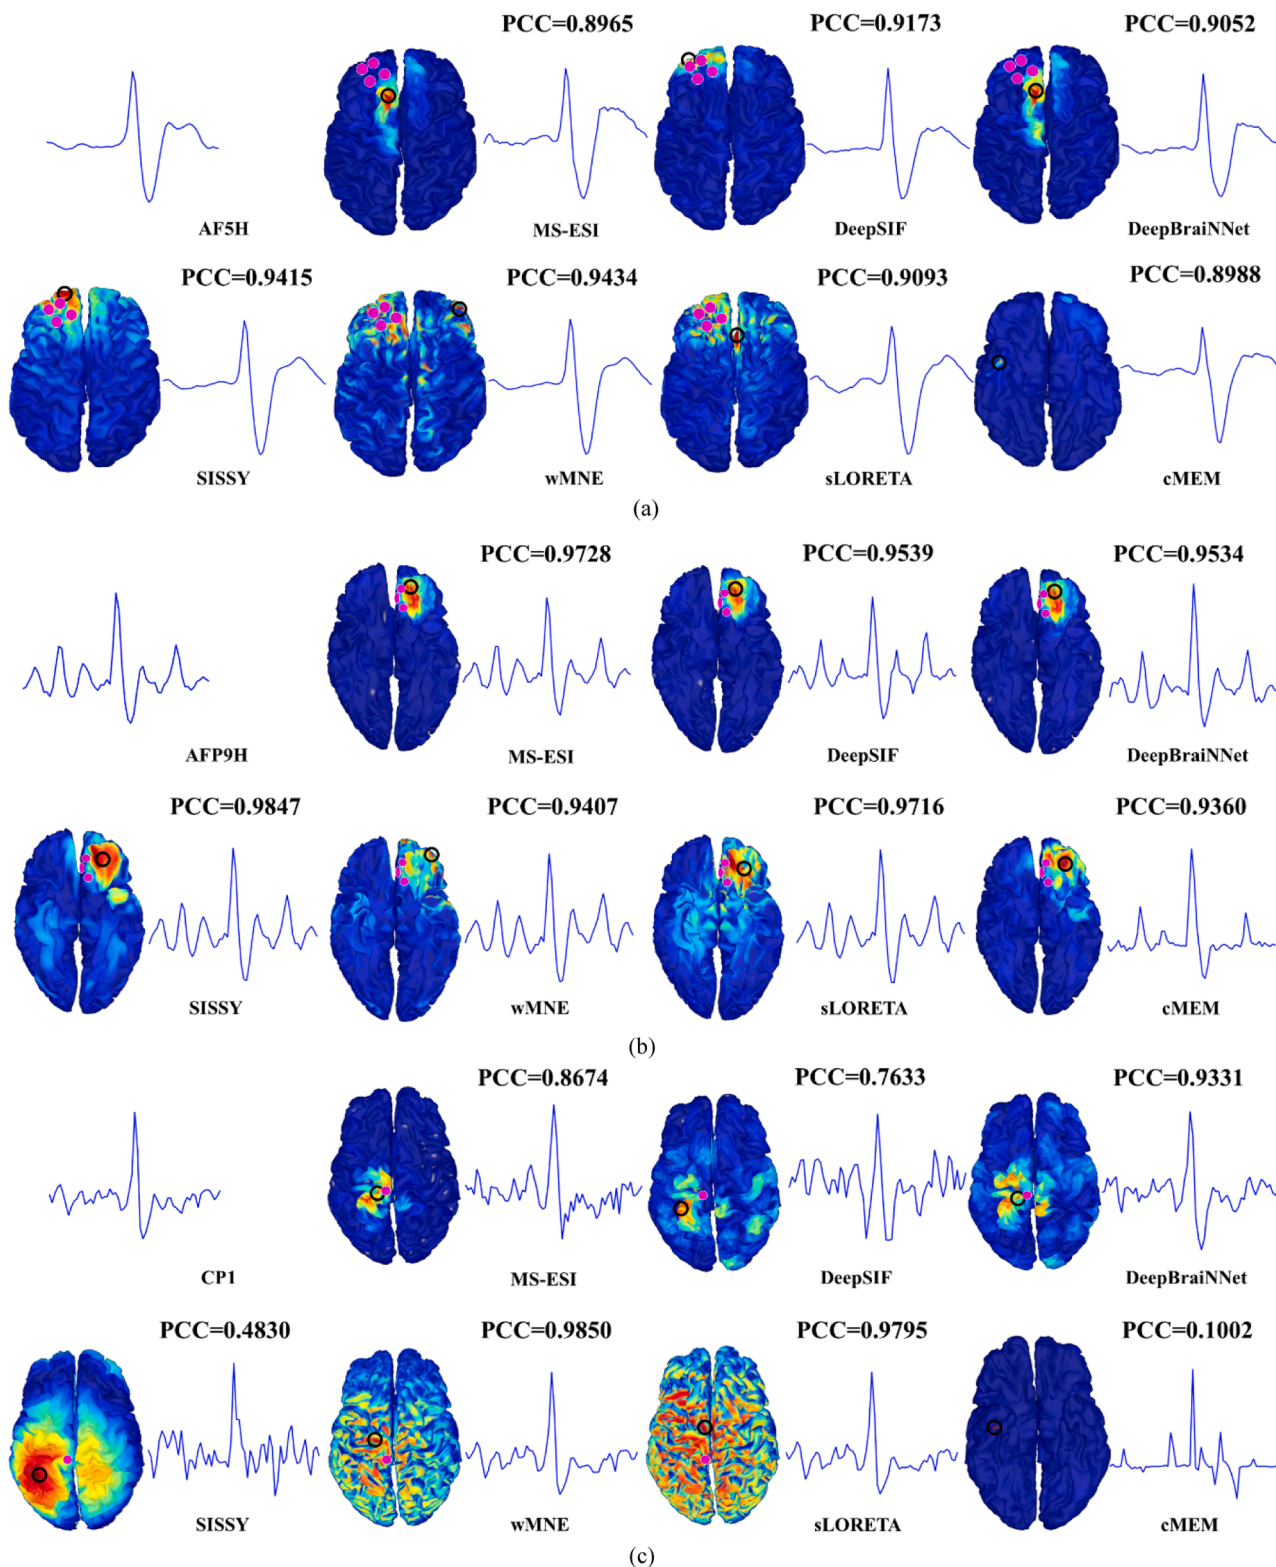 PCC=0.8965
PCC=0.9173
PCC=0.9052
AF5H
MS-ESI
DeepSIF
DeepBraiNNet
PCC=0.9415
PCC=0.9434
PCC=0.9093
PCC=0.8988
SISSY
wMNE
sLORETA
cMEM
(a)
PCC=0.9728
PCC=0.9539
PCC=0.9534
AFP9H
MS-ESI
DeepSIF
DeepBraiNNet
PCC=0.9847
PCC=0.9407
PCC=0.9716
PCC=0.9360
SISSY
wMNE
sLORETA
cMEM
(b)
PCC=0.8674
PCC=0.7633
PCC=0.9331
CP1
MS-ESI
DeepSIF
DeepBraiNNet
PCC=0.4830
PCC=0.9850
PCC=0.9795
PCC=0.1002
SISSY
wMNE
sLORETA
cMEM
(c)